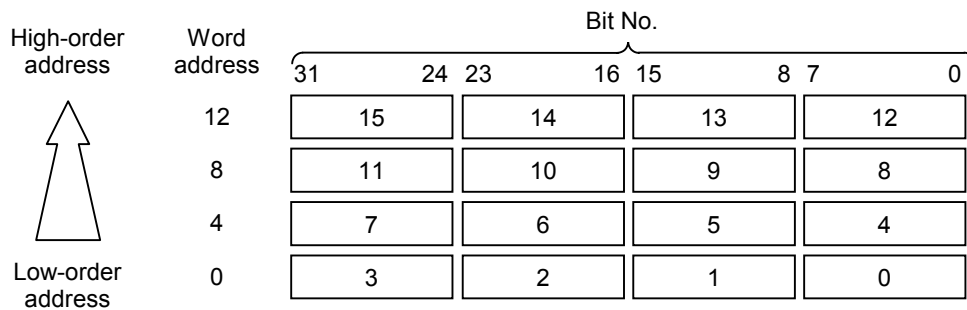 Bit No.
High-order address
Word address
31 24 23 16 15 8 7 0
12 15 14 13 12
8 11 10 9 8
4 7 6 5 4
Low-order address
0 3 2 1 0